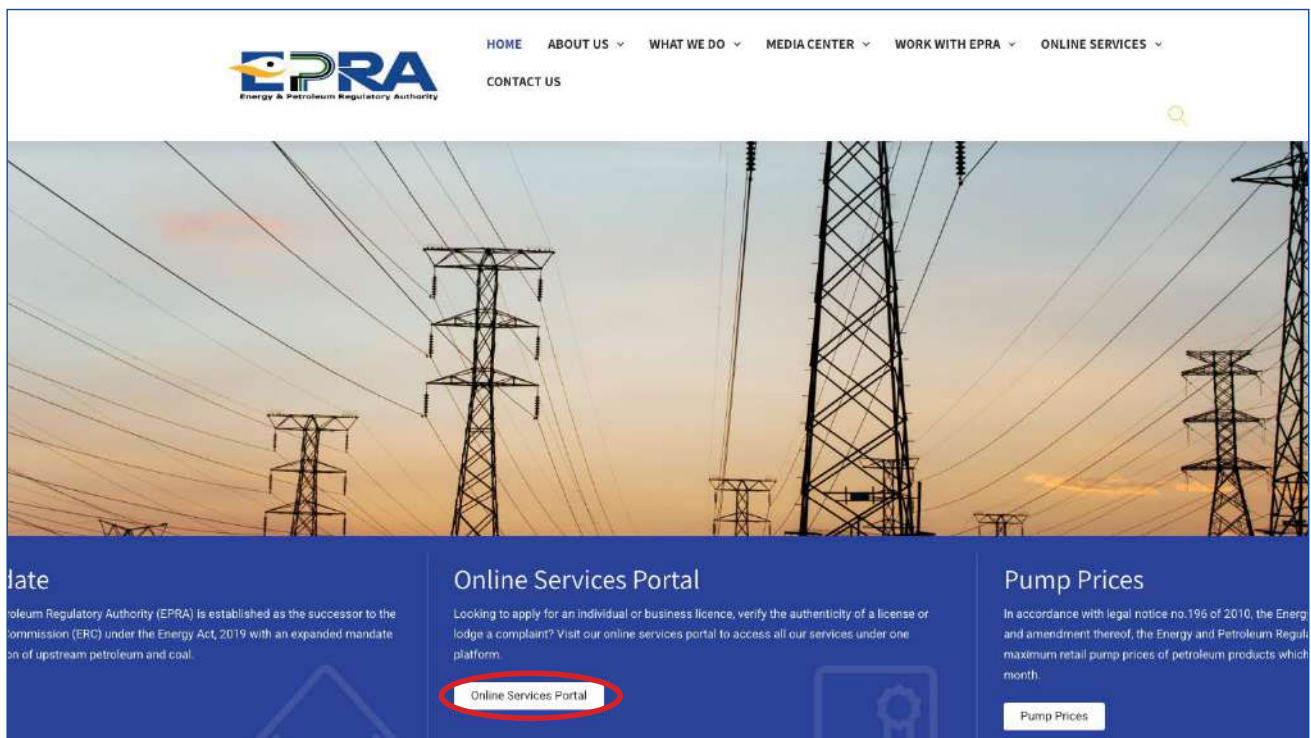 EPRA
Energy & Petroleum Regulatory Authority
HOME ABOUT US WHAT WE DO MEDIA CENTER WORK WITH EPRA ONLINE SERVICES
CONTACT US
date
roleum Regulatory Authority (EPRA) is established as the successor to the
Commission (ERC) under the Energy Act, 2019 with an expanded mandate
on of upstream petroleum and coal.
Online Services Portal
Looking to apply for an individual or business licence, verify the authenticity of a license or
lodge a complaint? Visit our online services portal to access all our services under one
platform.
Online Services Portal
Pump Prices
In accordance with legal notice no.196 of 2010, the Energy
and amendment thereof, the Energy and Petroleum Regul
maximum retail pump prices of petroleum products which
month.
Pump Prices